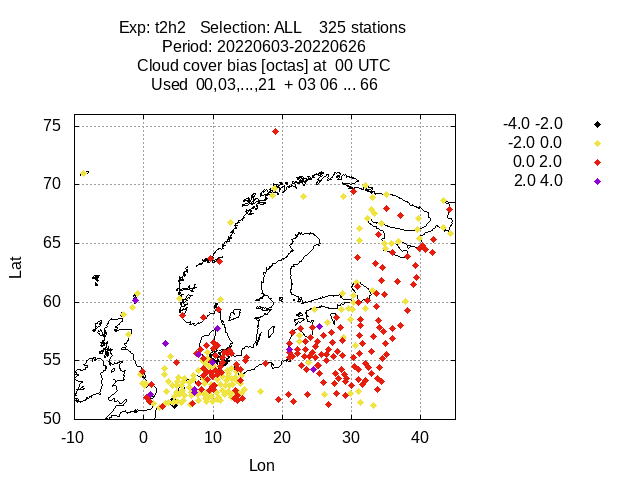 Exp: t2h2   Selection: ALL    325 stations
Period: 20220603-20220626
Cloud cover bias [octas] at  00 UTC
Used  00,03,...,21  + 03 06 ... 66
-4.0 -2.0
-2.0 0.0
0.0 2.0
2.0 4.0
75
70
65
60
55
50
Lat
-10 0 10 20 30 40
Lon